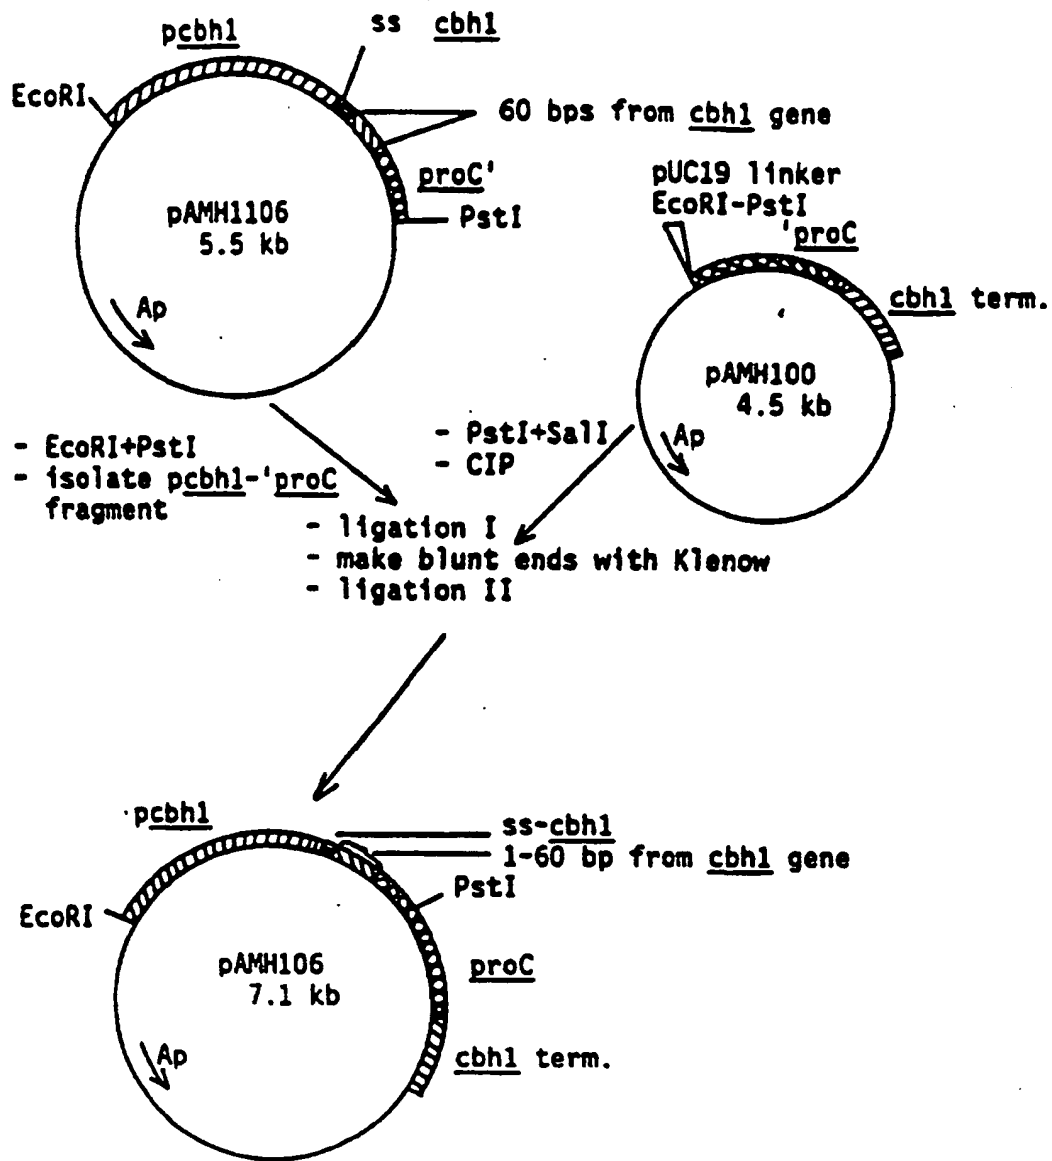 pcbh1
ss cbh1
EcoRI
60 bps from cbh1 gene
proC'
PstI
pAMH1106
5.5 kb
Ap
pUC19 linker
EcoRI-PstI
'proC
cbh1 term.
pAMH100
4.5 kb
Ap
- EcoRI+PstI
- isolate pcbh1-'proC
fragment
- PstI+SalI
- CIP
- ligation I
- make blunt ends with Klenow
- ligation II
pcbh1
ss-cbh1
1-60 bp from cbh1 gene
PstI
EcoRI
pAMH106
7.1 kb
proC
Ap
cbh1 term.